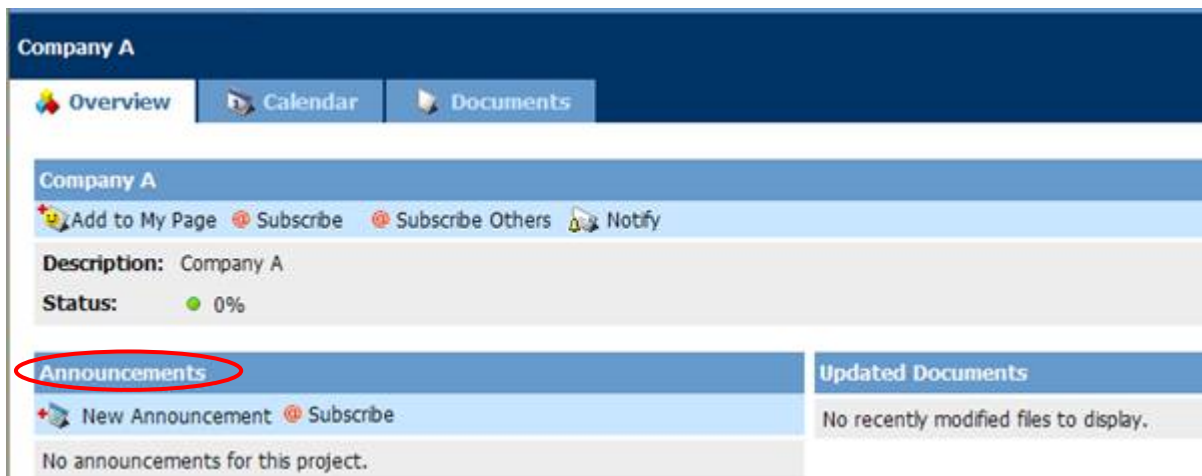 Company A
Overview Calendar Documents
Company A
Add to My Page Subscribe Subscribe Others Notify
Description: Company A
Status: 0%
Announcements
New Announcement Subscribe
No announcements for this project.
Updated Documents
No recently modified files to display.